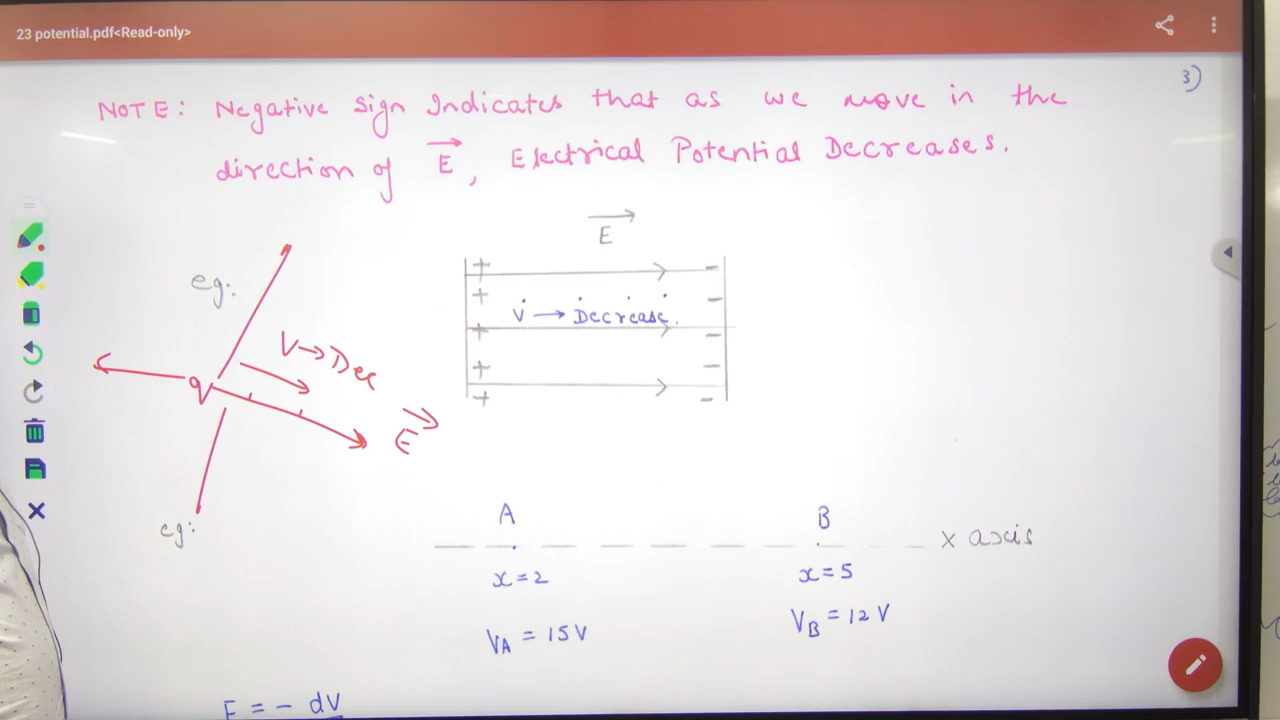 23 potential.pdf<Read-only>
3)
NOTE: Negative sign Indicates that as we move in the
direction of E, Electrical Potential Decreases.
E
eg:
+ -
+ -
V → Decrease.
+ -
+ -
+ -
V → Dec
q
E
A B
eg:
x axis
x = 2 x = 5
VA = 15V VB = 12 V
E = - dV